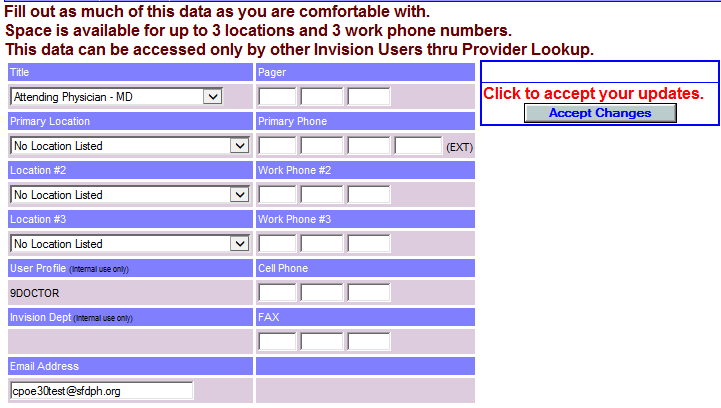 Fill out as much of this data as you are comfortable with.
Space is available for up to 3 locations and 3 work phone numbers.
This data can be accessed only by other Invision Users thru Provider Lookup.
Title Pager
Attending Physician - MD
Click to accept your updates.
Accept Changes
Primary Location Primary Phone
No Location Listed (EXT)
Location #2 Work Phone #2
No Location Listed
Location #3 Work Phone #3
No Location Listed
User Profile (Internal use only) Cell Phone
9DOCTOR
Invision Dept (Internal use only) FAX
Email Address
cpoe30test@sfdph.org